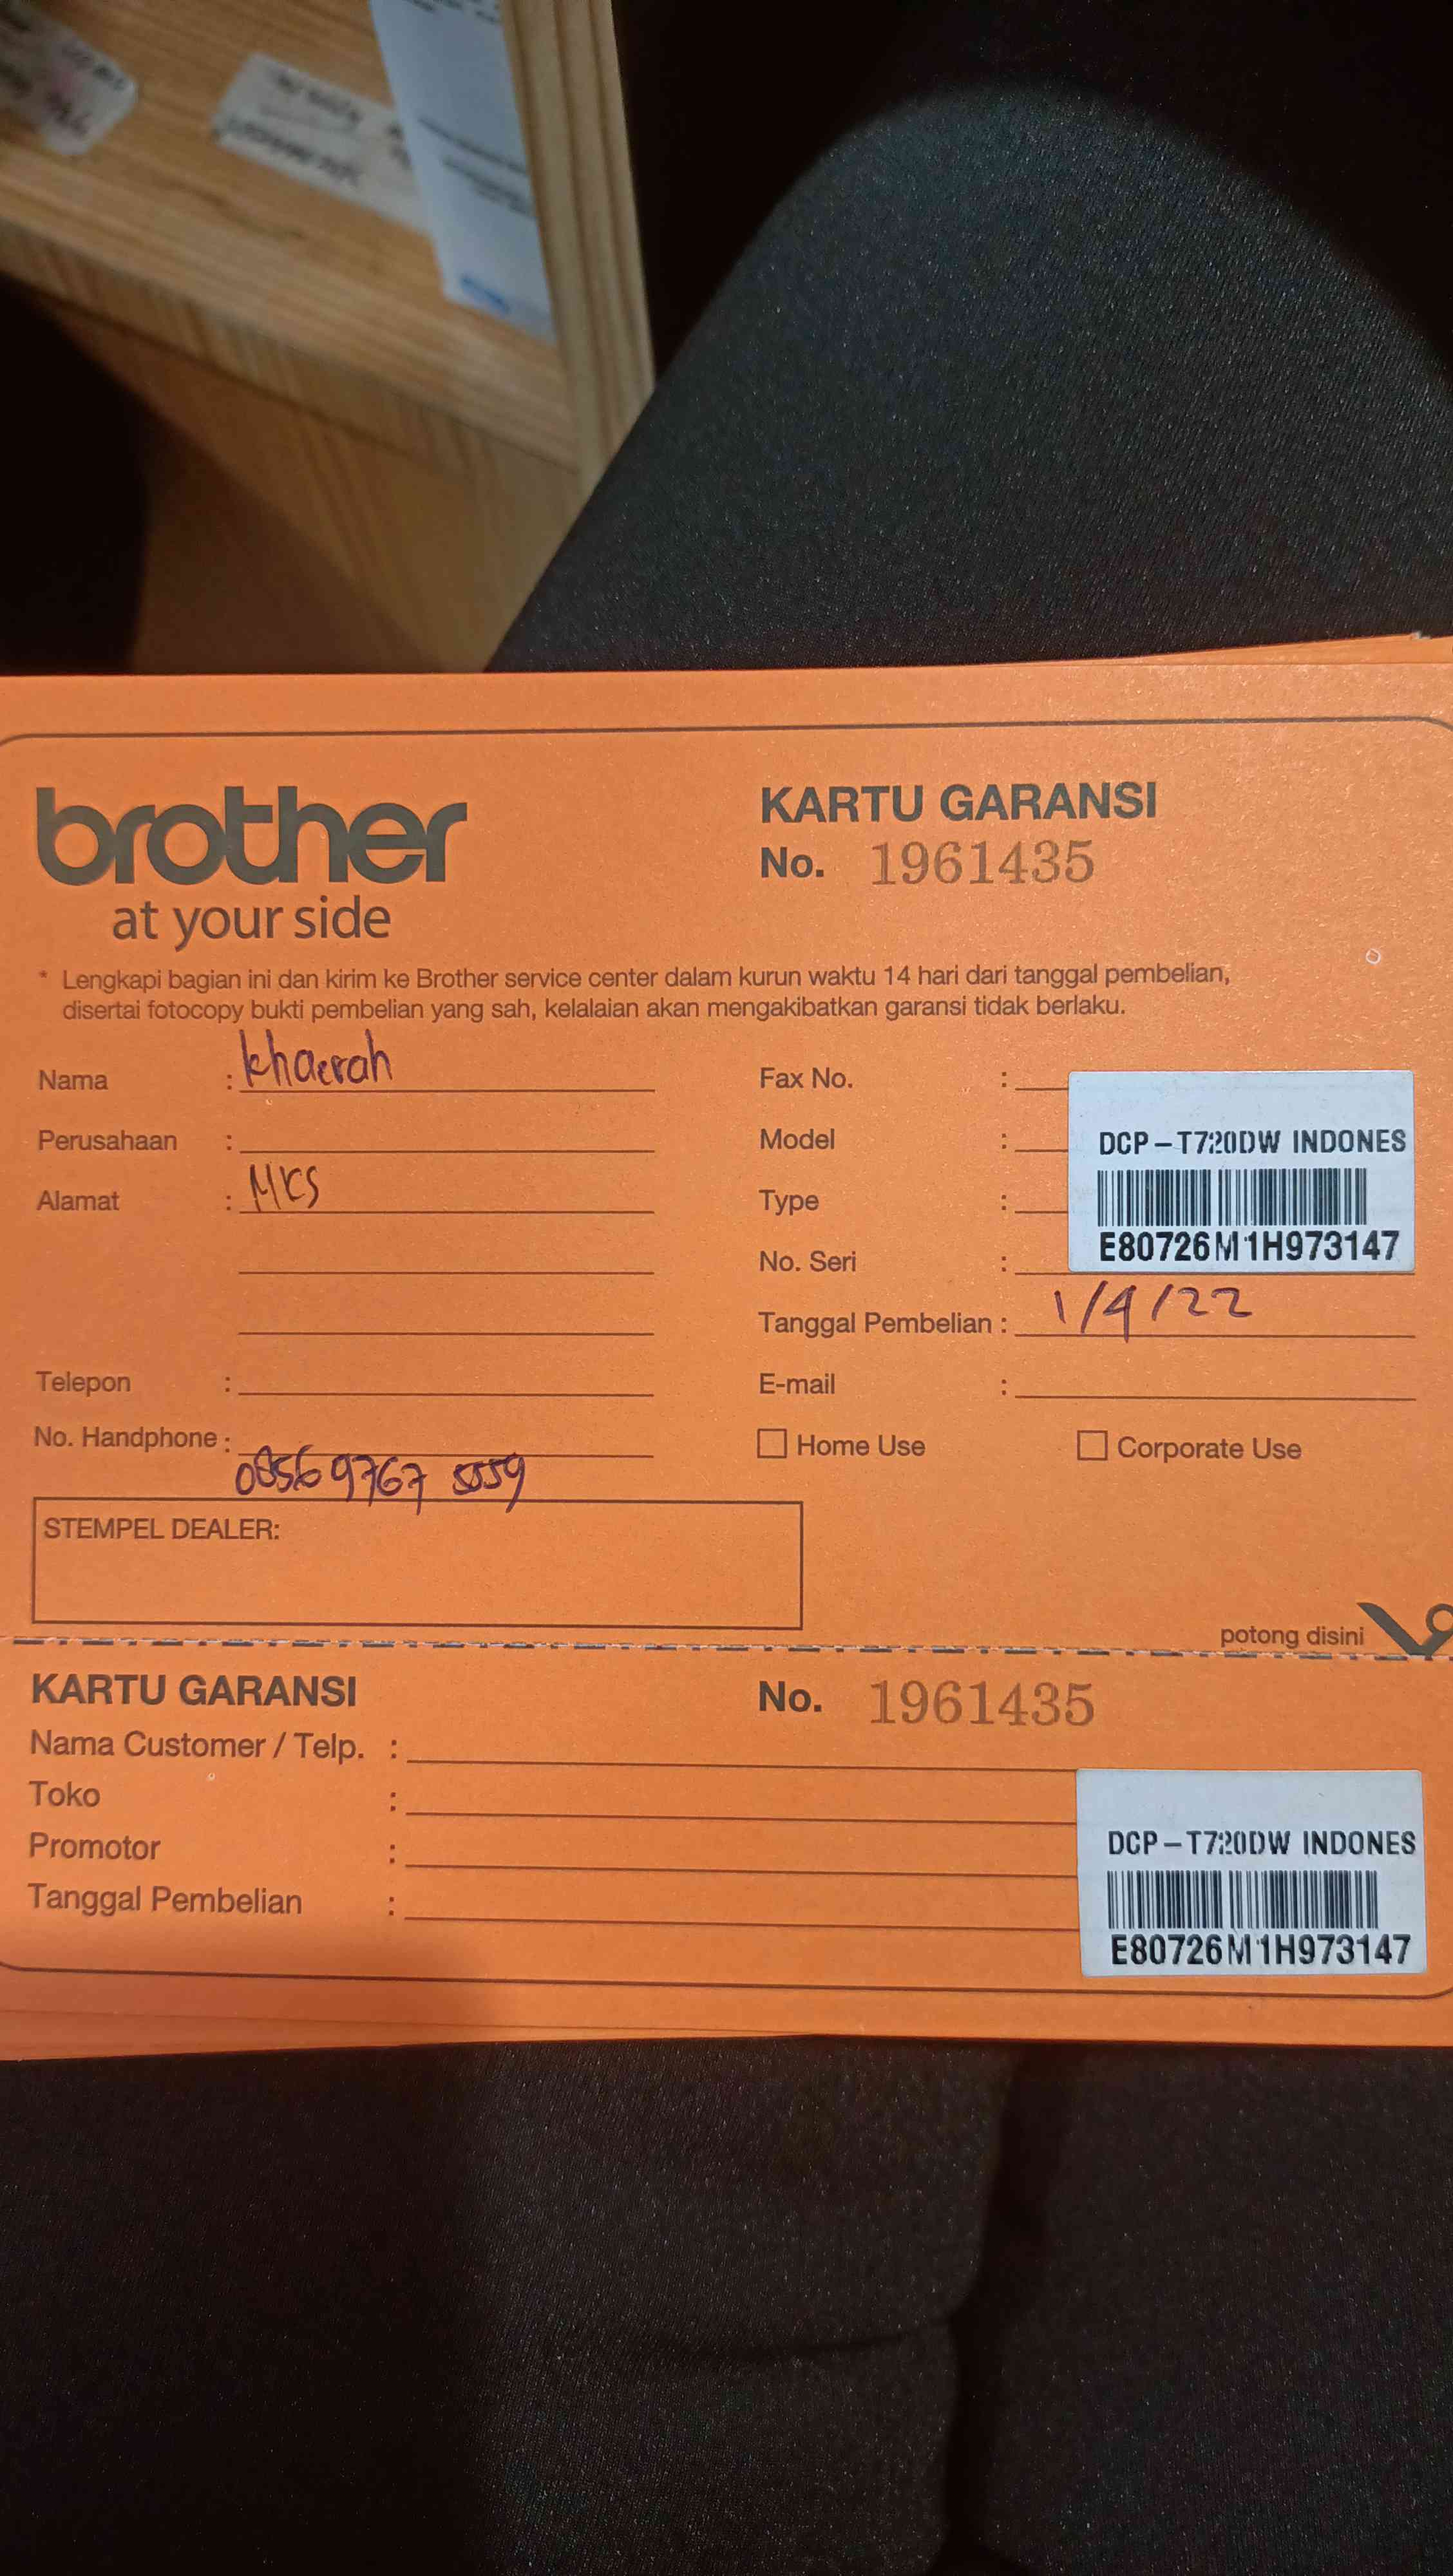 brother
at your side
KARTU GARANSI
No. 1961435
* Lengkapi bagian ini dan kirim ke Brother service center dalam kurun waktu 14 hari dari tanggal pembelian,
disertai fotocopy bukti pembelian yang sah, kelalaian akan mengakibatkan garansi tidak berlaku.
Nama : khaerah
Perusahaan :
Alamat : MKS
Telepon :
No. Handphone : 0856 9767 5559
Fax No. :
Model :
Type :
No. Seri :
DCP-T720DW INDONES
E80726M1H973147
Tanggal Pembelian : 1/4/22
E-mail :
Home Use Corporate Use
STEMPEL DEALER:
potong disini
KARTU GARANSI No. 1961435
Nama Customer / Telp. :
Toko :
Promotor :
Tanggal Pembelian :
DCP-T720DW INDONES
E80726M1H973147